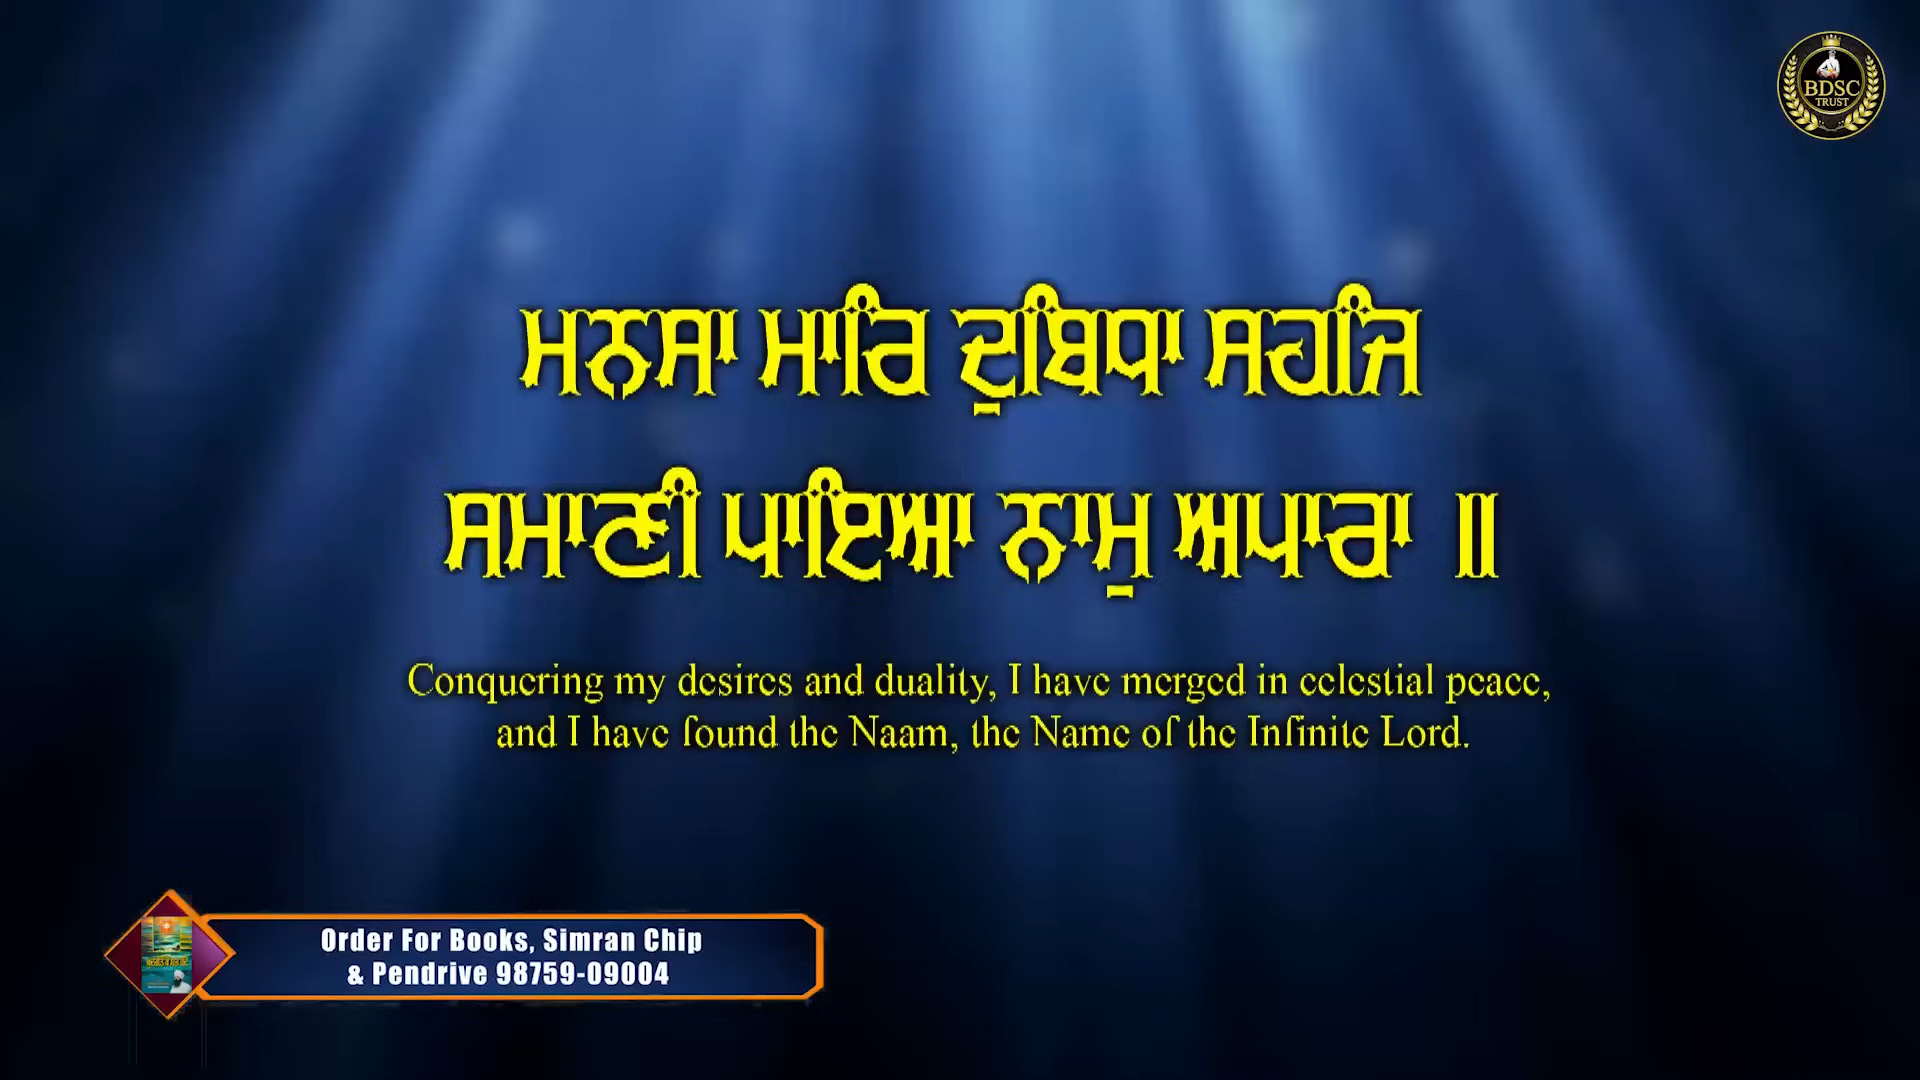 BDSC
TRUST
ਮਨਸਾ ਮਾਰਿ ਦੁਬਿਧਾ ਸਹਜਿ
ਸਮਾਣੀ ਪਾਇਆ ਨਾਮੁ ਅਪਾਰਾ ॥
Conquering my desires and duality, I have merged in celestial peace,
and I have found the Naam, the Name of the Infinite Lord.
Order For Books, Simran Chip
& Pendrive 98759-09004